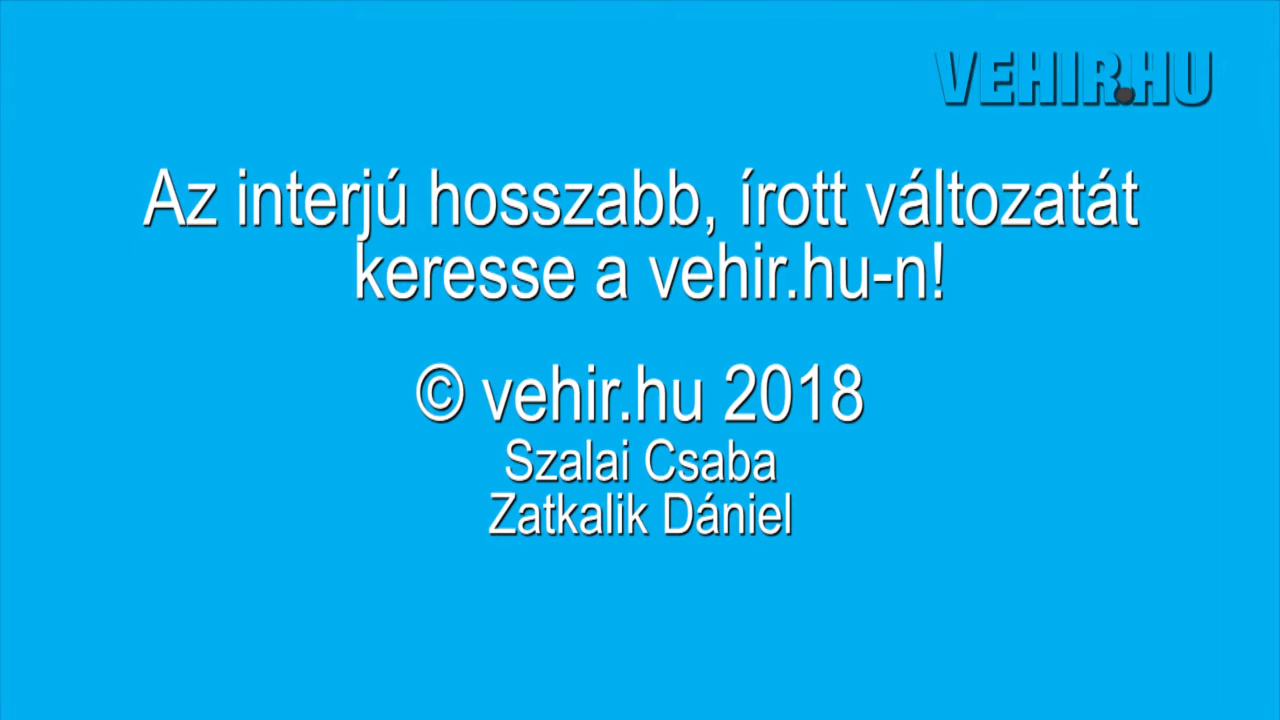 VEHIR.HU
Az interjú hosszabb, írott változatát
keresse a vehir.hu-n!
© vehir.hu 2018
Szalai Csaba
Zatkalik Dániel